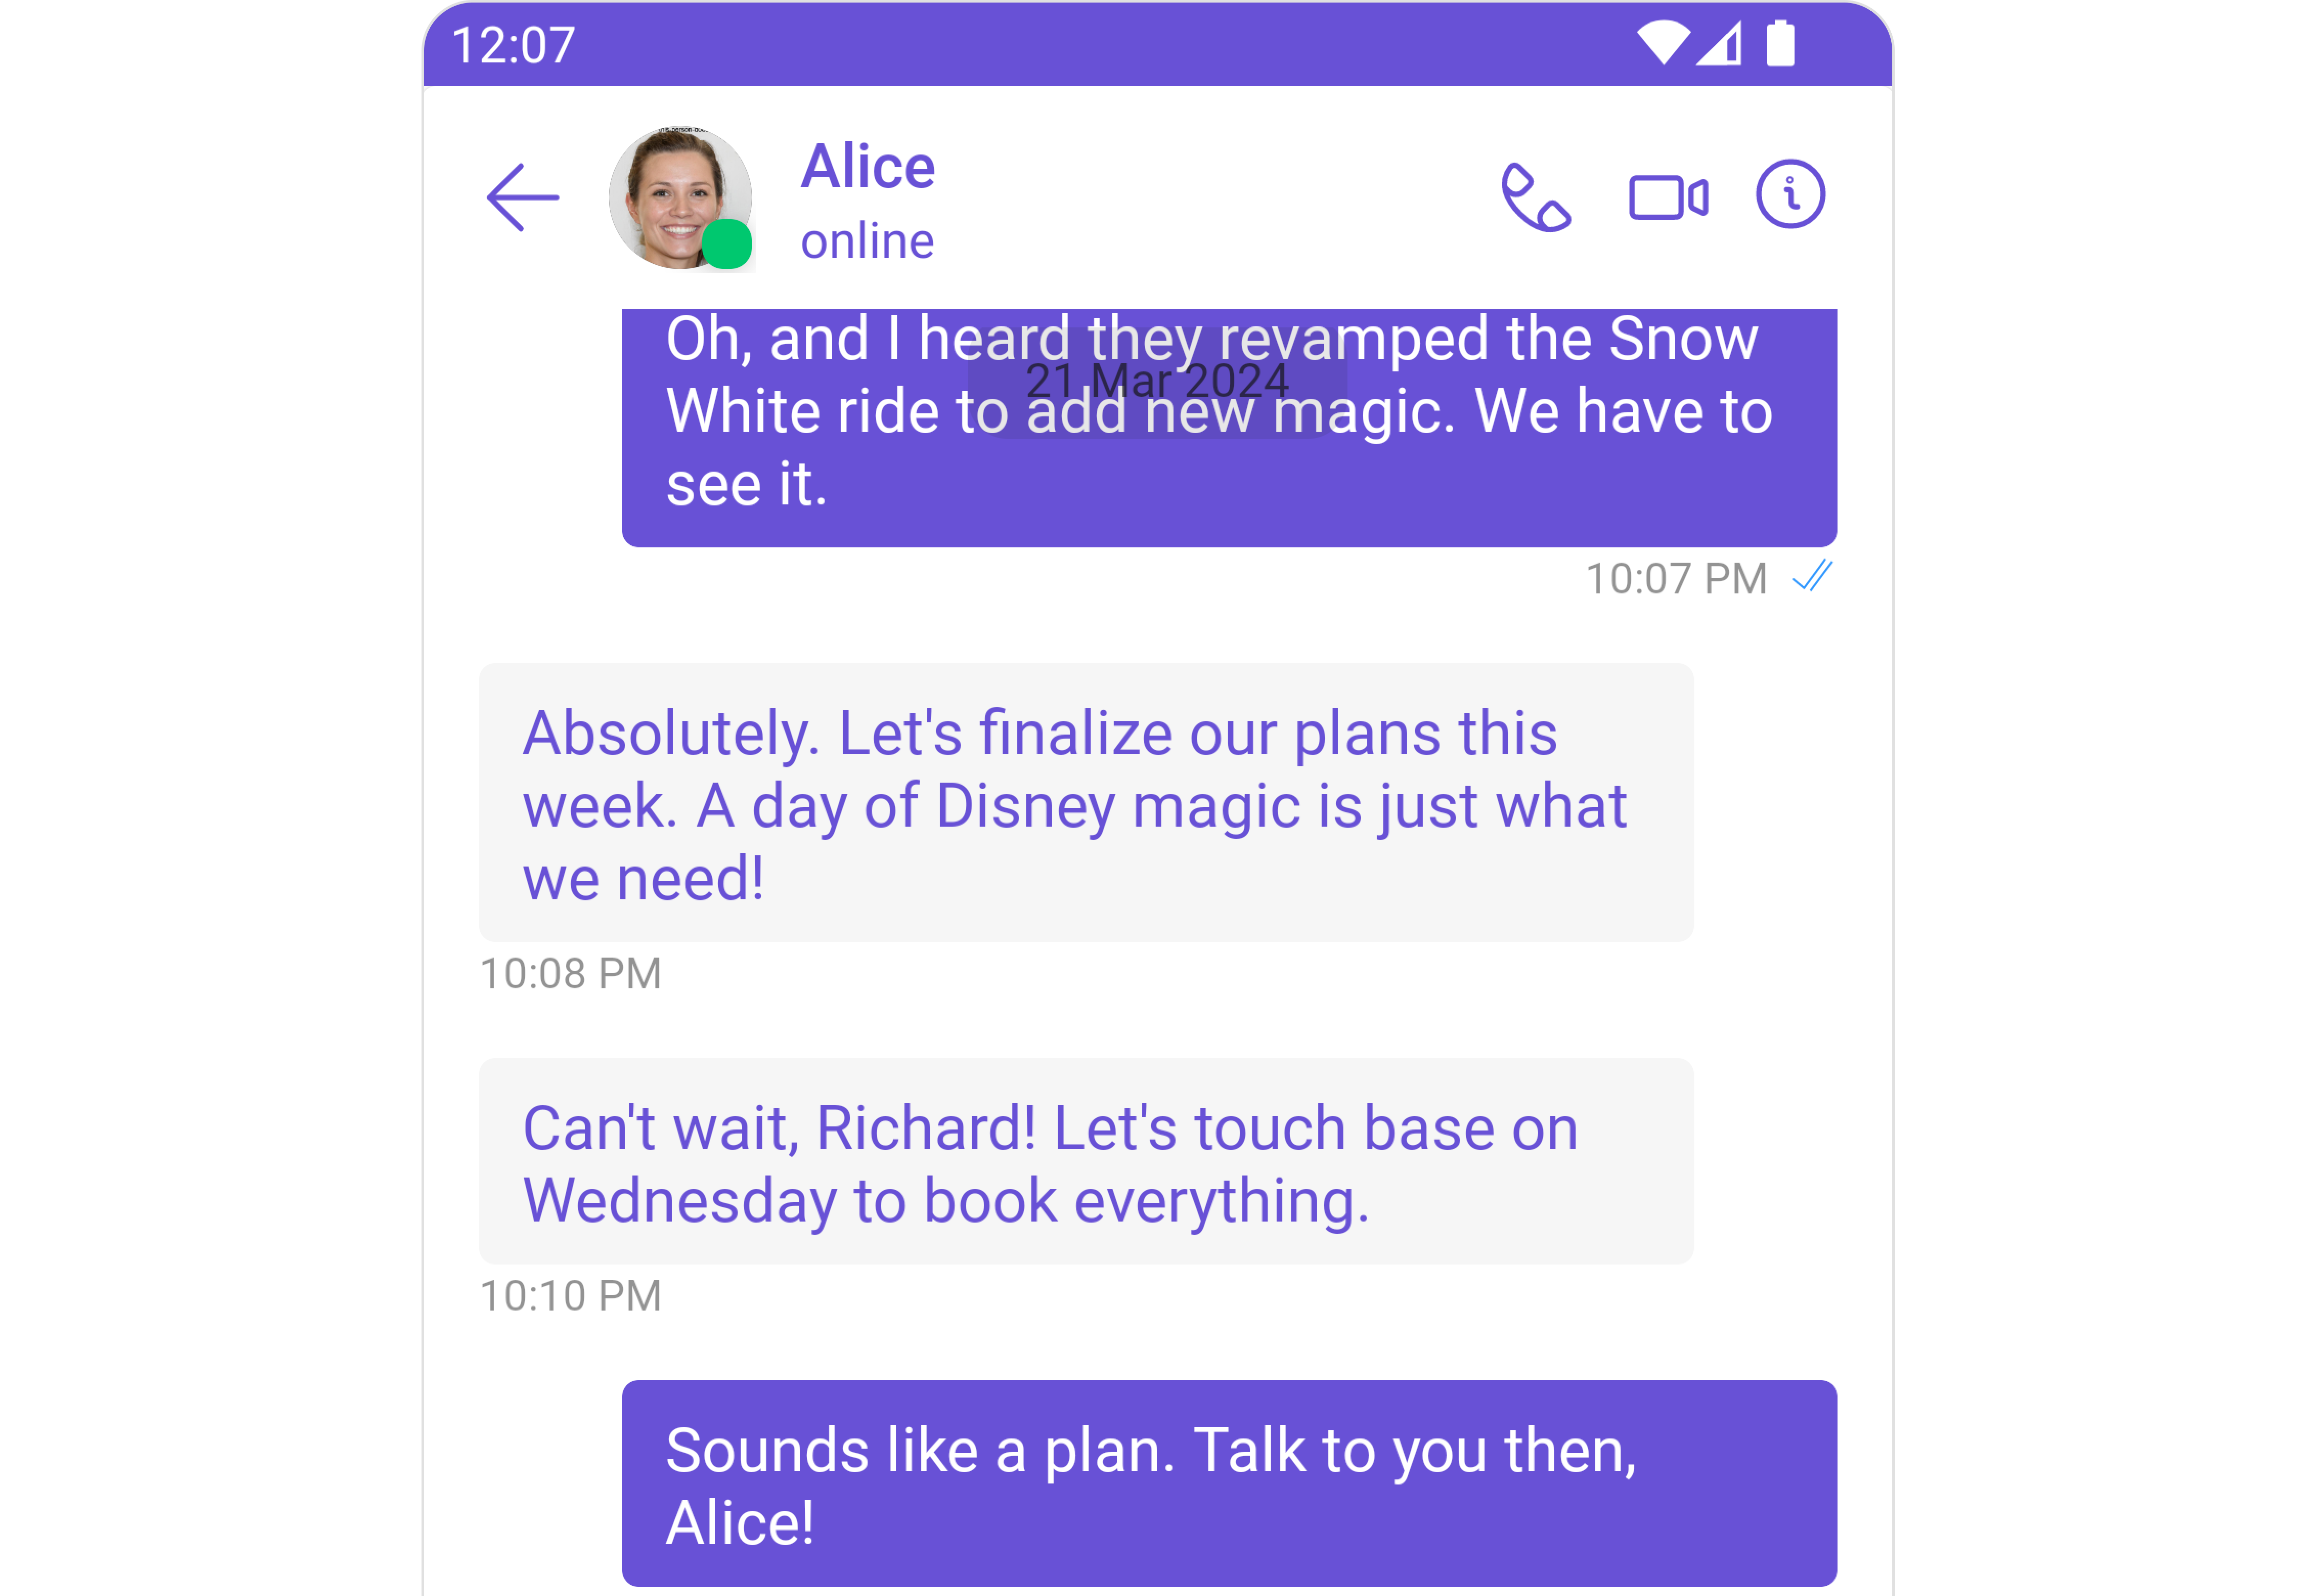 12:07
Alice
online
Oh, and I heard they revamped the Snow
21 Mar 2024
White ride to add new magic. We have to
see it.
10:07 PM
Absolutely. Let's finalize our plans this
week. A day of Disney magic is just what
we need!
10:08 PM
Can't wait, Richard! Let's touch base on
Wednesday to book everything.
10:10 PM
Sounds like a plan. Talk to you then,
Alice!